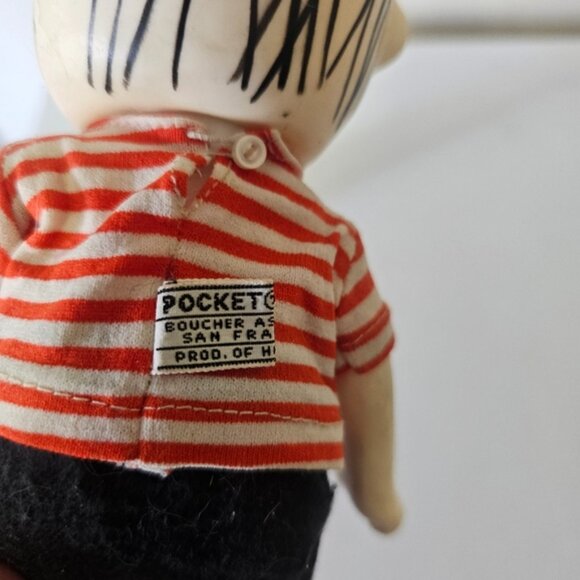 POCKET
BOUCHER AS
SAN FRA
PROD. OF H